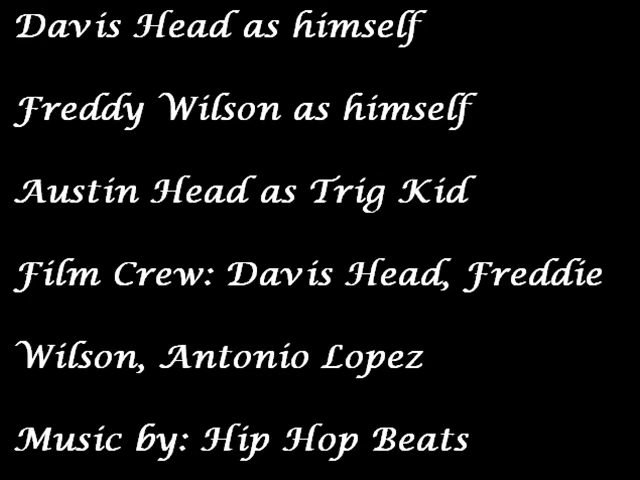 Davis Head as himself
Freddy Wilson as himself
Austin Head as Trig Kid
Film Crew: Davis Head, Freddie
Wilson, Antonio Lopez
Music by: Hip Hop Beats